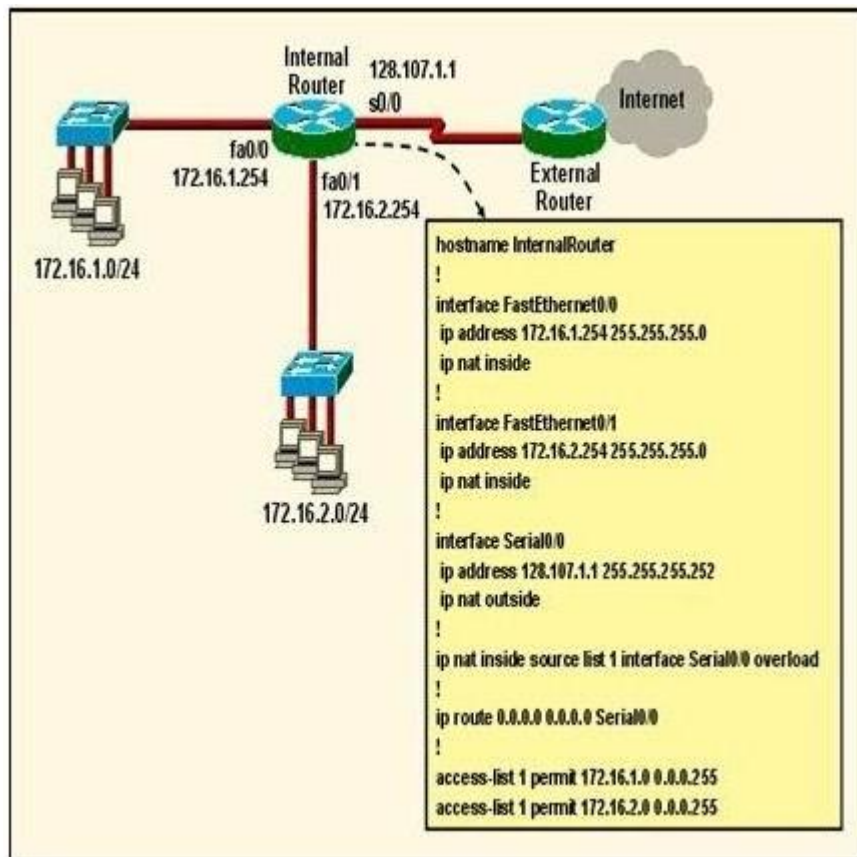 Internal
Router
128.107.1.1
s0/0
Internet
fa0/0
172.16.1.254
fa0/1
172.16.2.254
External
Router
172.16.1.0/24
172.16.2.0/24
hostname InternalRouter
!
interface FastEthernet0/0
ip address 172.16.1.254 255.255.255.0
ip nat inside
!
interface FastEthernet0/1
ip address 172.16.2.254 255.255.255.0
ip nat inside
!
interface Serial0/0
ip address 128.107.1.1 255.255.255.252
ip nat outside
!
ip nat inside source list 1 interface Serial0/0 overload
!
ip route 0.0.0.0 0.0.0.0 Serial0/0
!
access-list 1 permit 172.16.1.0 0.0.0.255
access-list 1 permit 172.16.2.0 0.0.0.255